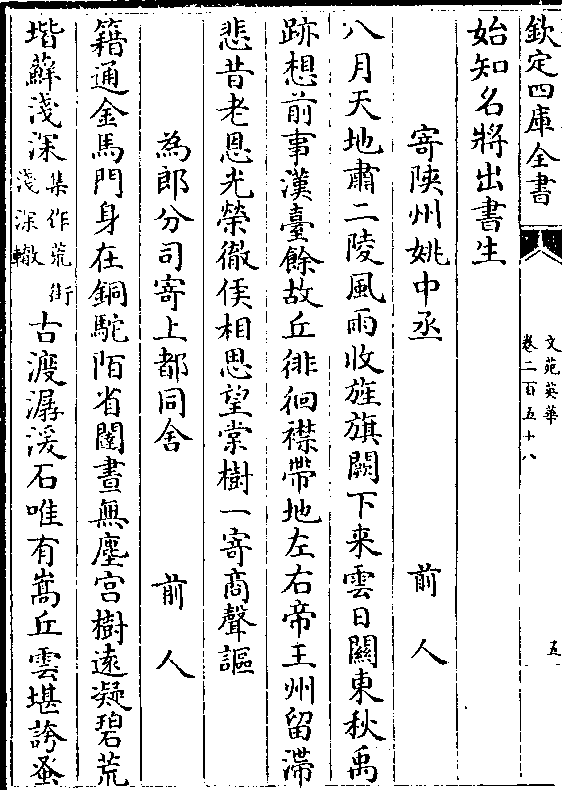 欽定四庫全書
文苑英華
卷二百五十八
五
始知名將出書生
寄陜州姚中丞 前人
八月天地肅二陵風雨收旌旗闕下来雲日關東秋禹
跡想前事漢臺餘故丘徘徊襟帶地左右帝王州留滯
悲昔老恩光榮徹侯相思望棠樹一寄商聲謳
為郎分司寄上都同舍 前人
籍通金馬門身在銅駝陌省闥晝無塵宫樹遠凝碧荒
堦蘚淺深集作荒街淺深轍古渡潺湲石唯有嵩丘雲堪誇蚤